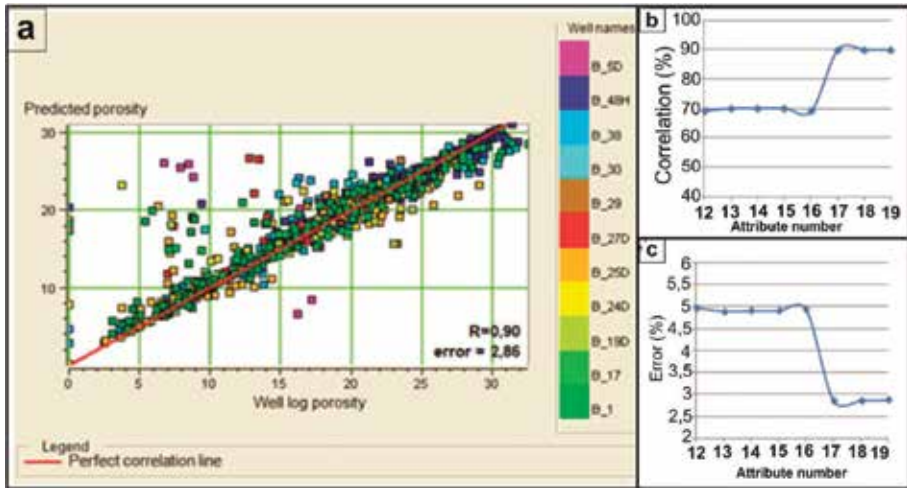 a
Predicted porosity
30
20
10
0 5 10 15 20 25 30
Well log porosity
R=0,90
error = 2,86
Legend
Perfect correlation line
Well names
B_5D
B_48H
B_3B
B_3G
B_29
B_27D
B_25D
B_24D
B_19D
B_17
B_1
b
Correlation (%)
100
90
80
70
60
50
40
12 13 14 15 16 17 18 19
Attribute number
c
Error (%)
6
5,5
5
4,5
4
3,5
3
2,5
2
12 13 14 15 16 17 18 19
Attribute number